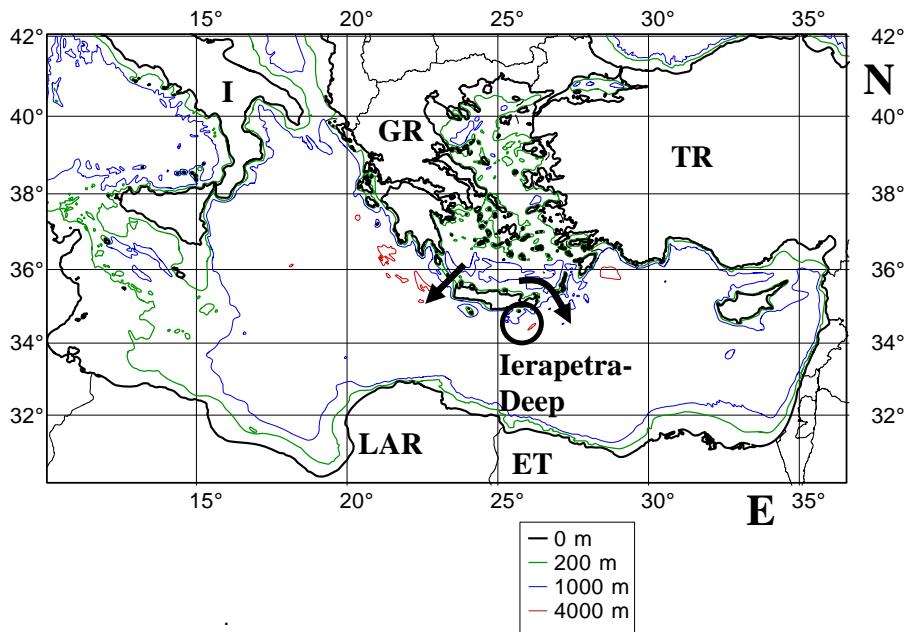 15° 20° 25° 30° 35°
42° 42°
N
I
40° 40°
GR
TR
38° 38°
36° 36°
34° 34°
Ierapetra-
Deep
32° 32°
LAR
ET
15° 20° 25° 30° 35°
E
0 m
200 m
1000 m
4000 m